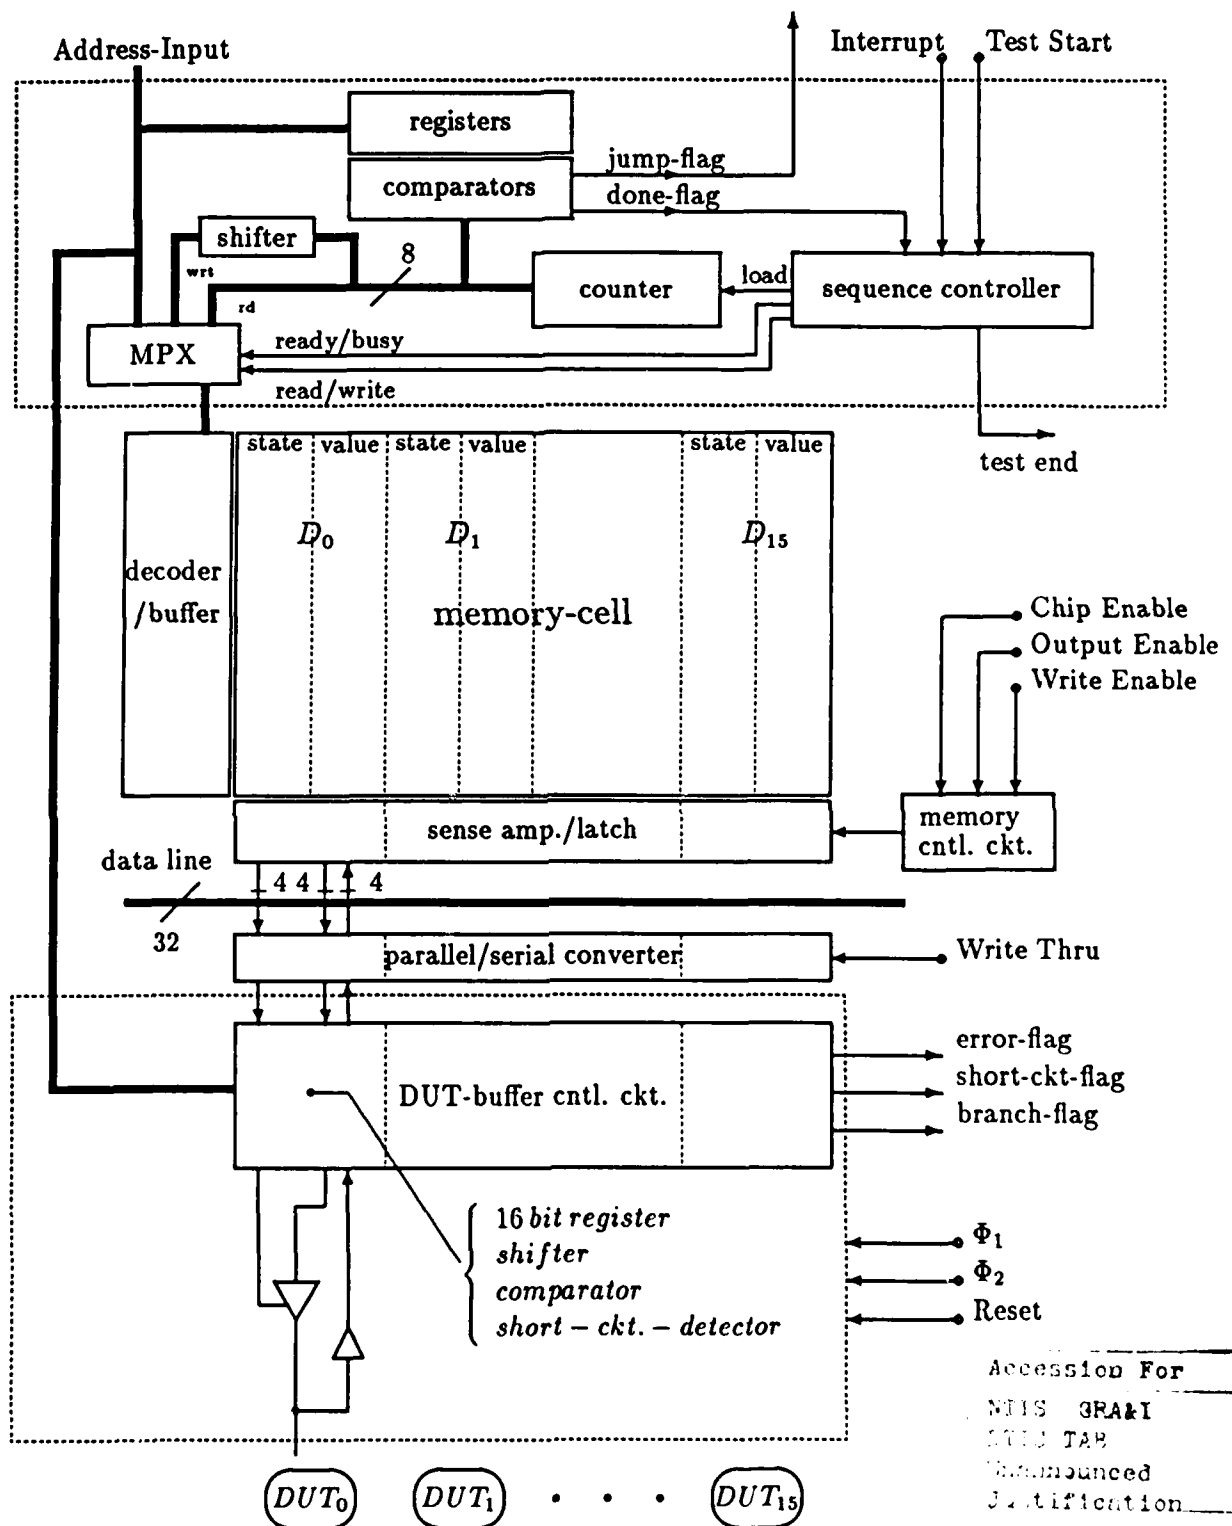 Address-Input
Interrupt
Test Start
registers
comparators
jump-flag
done-flag
shifter
wrt
rd
8
counter
load
sequence controller
MPX
ready/busy
read/write
test end
state value state value state value
D0 D1 D15
decoder
/buffer
memory-cell
Chip Enable
Output Enable
Write Enable
memory
cntl. ckt.
sense amp./latch
data line
4 4 4
32
parallel/serial converter
Write Thru
DUT-buffer cntl. ckt.
error-flag
short-ckt-flag
branch-flag
16 bit register
shifter
comparator
short – ckt. – detector
Φ1
Φ2
Reset
Accession For
NTIS GRA&I
TAB
Justification
DUT0 DUT1 · · · DUT15